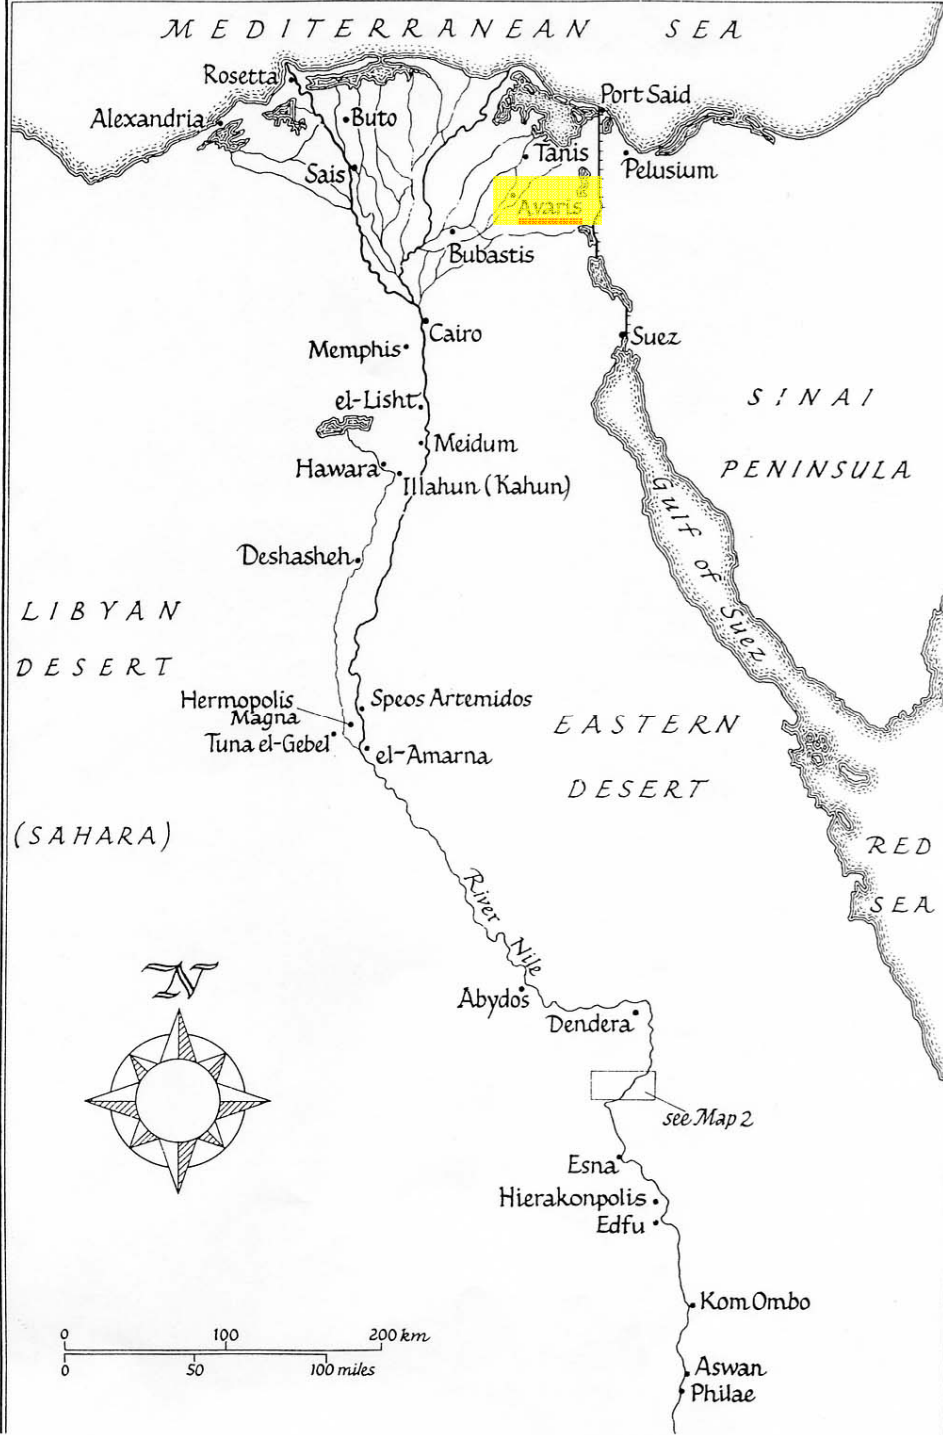 MEDITERRANEAN SEA
Rosetta
Port Said
Alexandria
Buto
Tanis
Sais
Pelusium
Avaris
Bubastis
Cairo
Suez
Memphis
el-Lisht
SINAI
Meidum
Hawara
PENINSULA
Illahun (Kahun)
Gulf of Suez
Deshasheh
LIBYAN
DESERT
Hermopolis
Magna
Speos Artemidos
Tuna el-Gebel
el-Amarna
EASTERN
DESERT
(SAHARA)
RED
SEA
River Nile
N
Abydos
Dendera
see Map 2
Esna
Hierakonpolis
Edfu
Kom Ombo
0 100 200 km
0 50 100 miles
Aswan
Philae